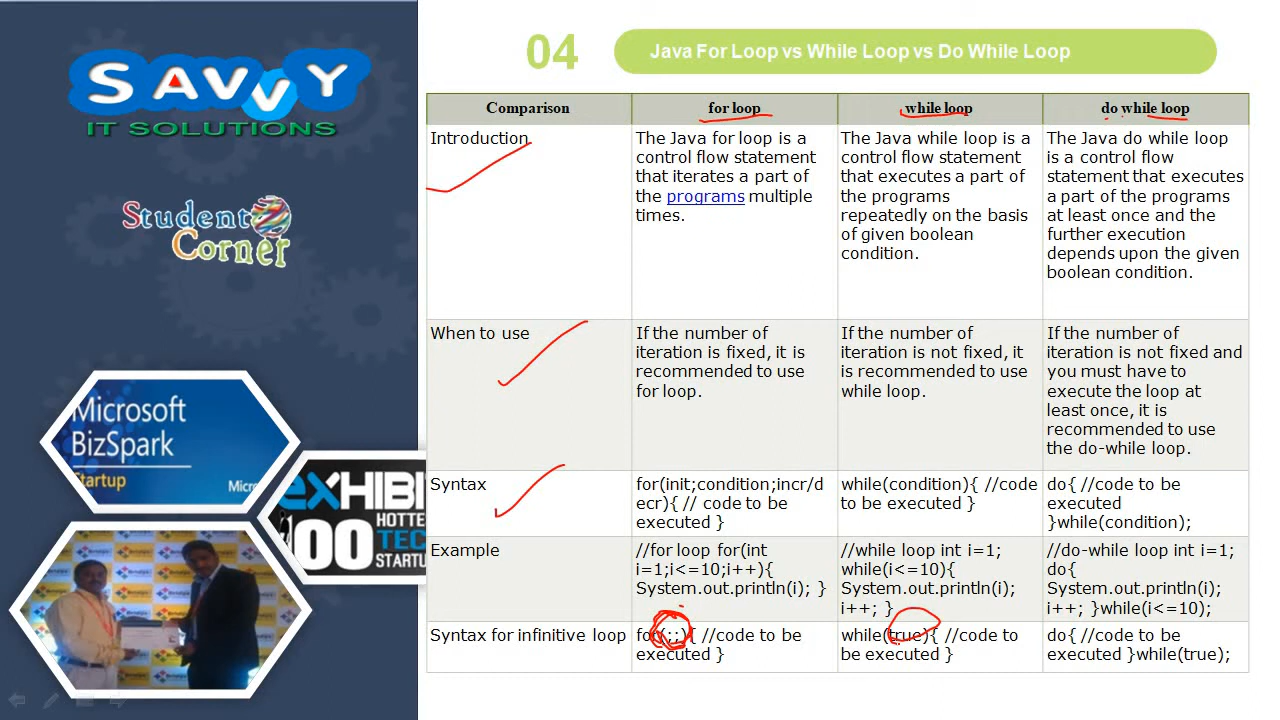 SAVVY
IT SOLUTIONS
Student
Corner
Microsoft
BizSpark
Startup
Micr
eXHIBI
100 HOTTE
TEC
STARTUP
04
Java For Loop vs While Loop vs Do While Loop
Comparison
for loop
while loop
do while loop
Introduction
The Java for loop is a
control flow statement
that iterates a part of
the programs multiple
times.
The Java while loop is a
control flow statement
that executes a part of
the programs
repeatedly on the basis
of given boolean
condition.
The Java do while loop
is a control flow
statement that executes
a part of the programs
at least once and the
further execution
depends upon the given
boolean condition.
When to use
If the number of
iteration is fixed, it is
recommended to use
for loop.
If the number of
iteration is not fixed, it
is recommended to use
while loop.
If the number of
iteration is not fixed and
you must have to
execute the loop at
least once, it is
recommended to use
the do-while loop.
Syntax
for(init;condition;incr/d
ecr){ // code to be
executed }
while(condition){ //code
to be executed }
do{ //code to be
executed
}while(condition);
Example
//for loop for(int
i=1;i<=10;i++){
System.out.println(i); }
//while loop int i=1;
while(i<=10){
System.out.println(i);
i++; }
//do-while loop int i=1;
do{
System.out.println(i);
i++; }while(i<=10);
Syntax for infinitive loop
for(;;){ //code to be
executed }
while(true){ //code to
be executed }
do{ //code to be
executed }while(true);